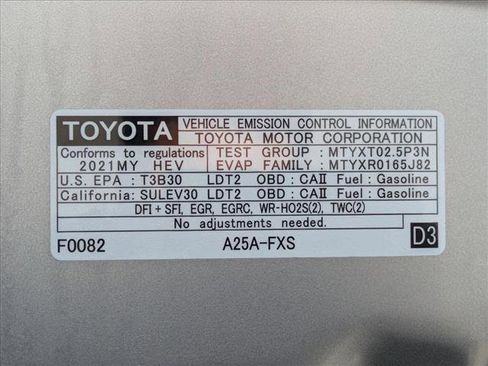 TOYOTA VEHICLE EMISSION CONTROL INFORMATION
TOYOTA MOTOR CORPORATION
Conforms to regulations TEST GROUP : MTYXT02.5P3N
2021MY HEV EVAP FAMILY : MTYXR0165J82
U.S. EPA : T3B30 LDT2 OBD : CAII Fuel : Gasoline
California: SULEV30 LDT2 OBD : CAII Fuel : Gasoline
DFI + SFI, EGR, EGRC, WR-HO2S(2), TWC(2)
No adjustments needed.
F0082 A25A-FXS D3